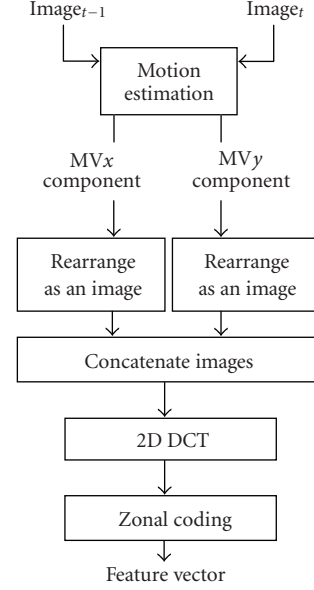 Image_{t−1} Image_t
Motion
estimation
MVx MVy
component component
Rearrange Rearrange
as an image as an image
Concatenate images
2D DCT
Zonal coding
Feature vector